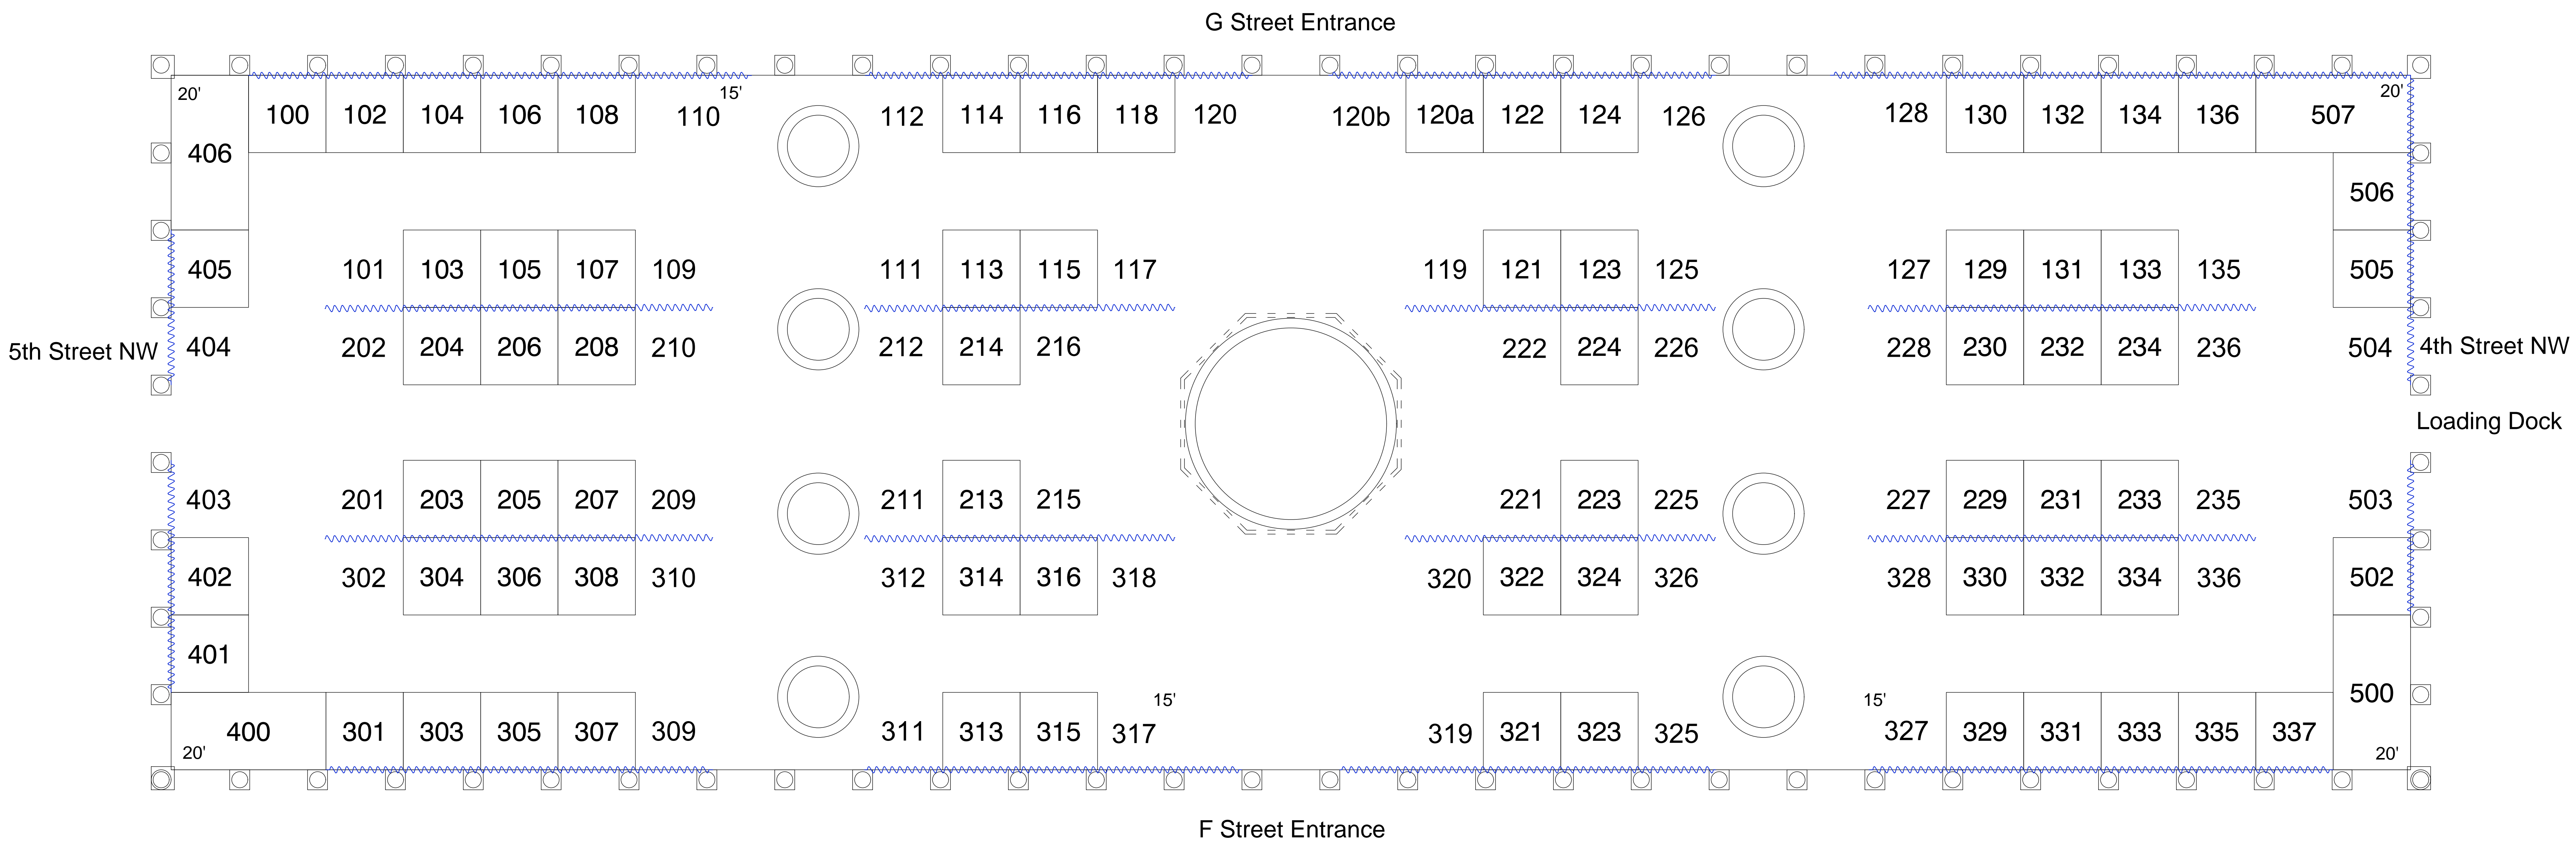 G Street Entrance
20' 15' 20'
100 102 104 106 108 110 112 114 116 118 120 120b 120a 122 124 126 128 130 132 134 136 507
406
506
405 101 103 105 107 109 111 113 115 117 119 121 123 125 127 129 131 133 135 505
5th Street NW 404 202 204 206 208 210 212 214 216 222 224 226 228 230 232 234 236 504 4th Street NW
Loading Dock
403 201 203 205 207 209 211 213 215 221 223 225 227 229 231 233 235 503
402 302 304 306 308 310 312 314 316 318 320 322 324 326 328 330 332 334 336 502
401
500
15' 15'
400 301 303 305 307 309 311 313 315 317 319 321 323 325 327 329 331 333 335 337
20' 20'
F Street Entrance